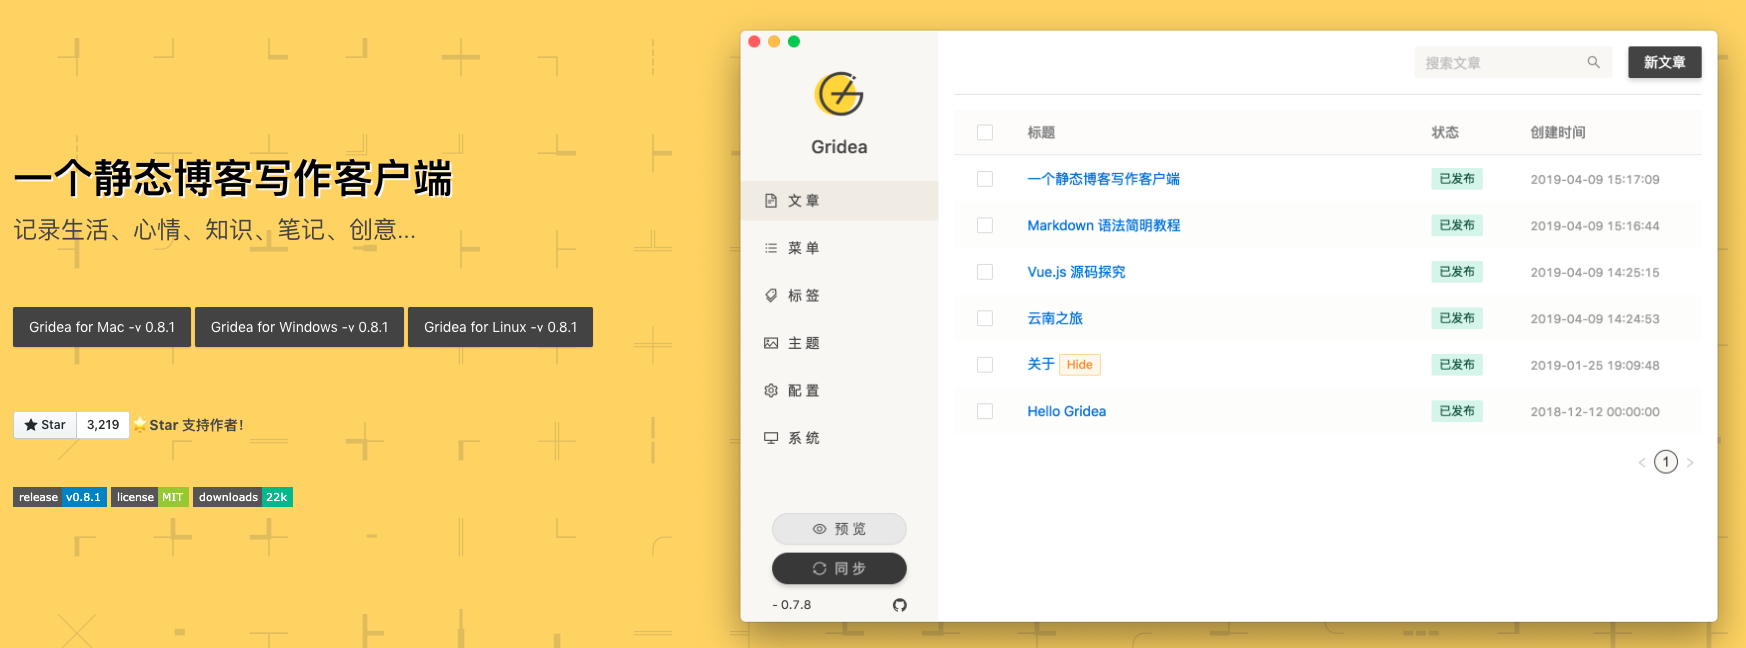 一个静态博客写作客户端
记录生活、心情、知识、笔记、创意...
Gridea for Mac -v 0.8.1
Gridea for Windows -v 0.8.1
Gridea for Linux -v 0.8.1
Star 3,219 Star 支持作者！
release v0.8.1
license MIT
downloads 22k
Gridea
文章
菜单
标签
主题
配置
系统
预览
同步
- 0.7.8
搜索文章
新文章
标题 状态 创建时间
一个静态博客写作客户端 已发布 2019-04-09 15:17:09
Markdown 语法简明教程 已发布 2019-04-09 15:16:44
Vue.js 源码探究 已发布 2019-04-09 14:25:15
云南之旅 已发布 2019-04-09 14:24:53
关于 Hide 已发布 2019-01-25 19:09:48
Hello Gridea 已发布 2018-12-12 00:00:00
< 1 >